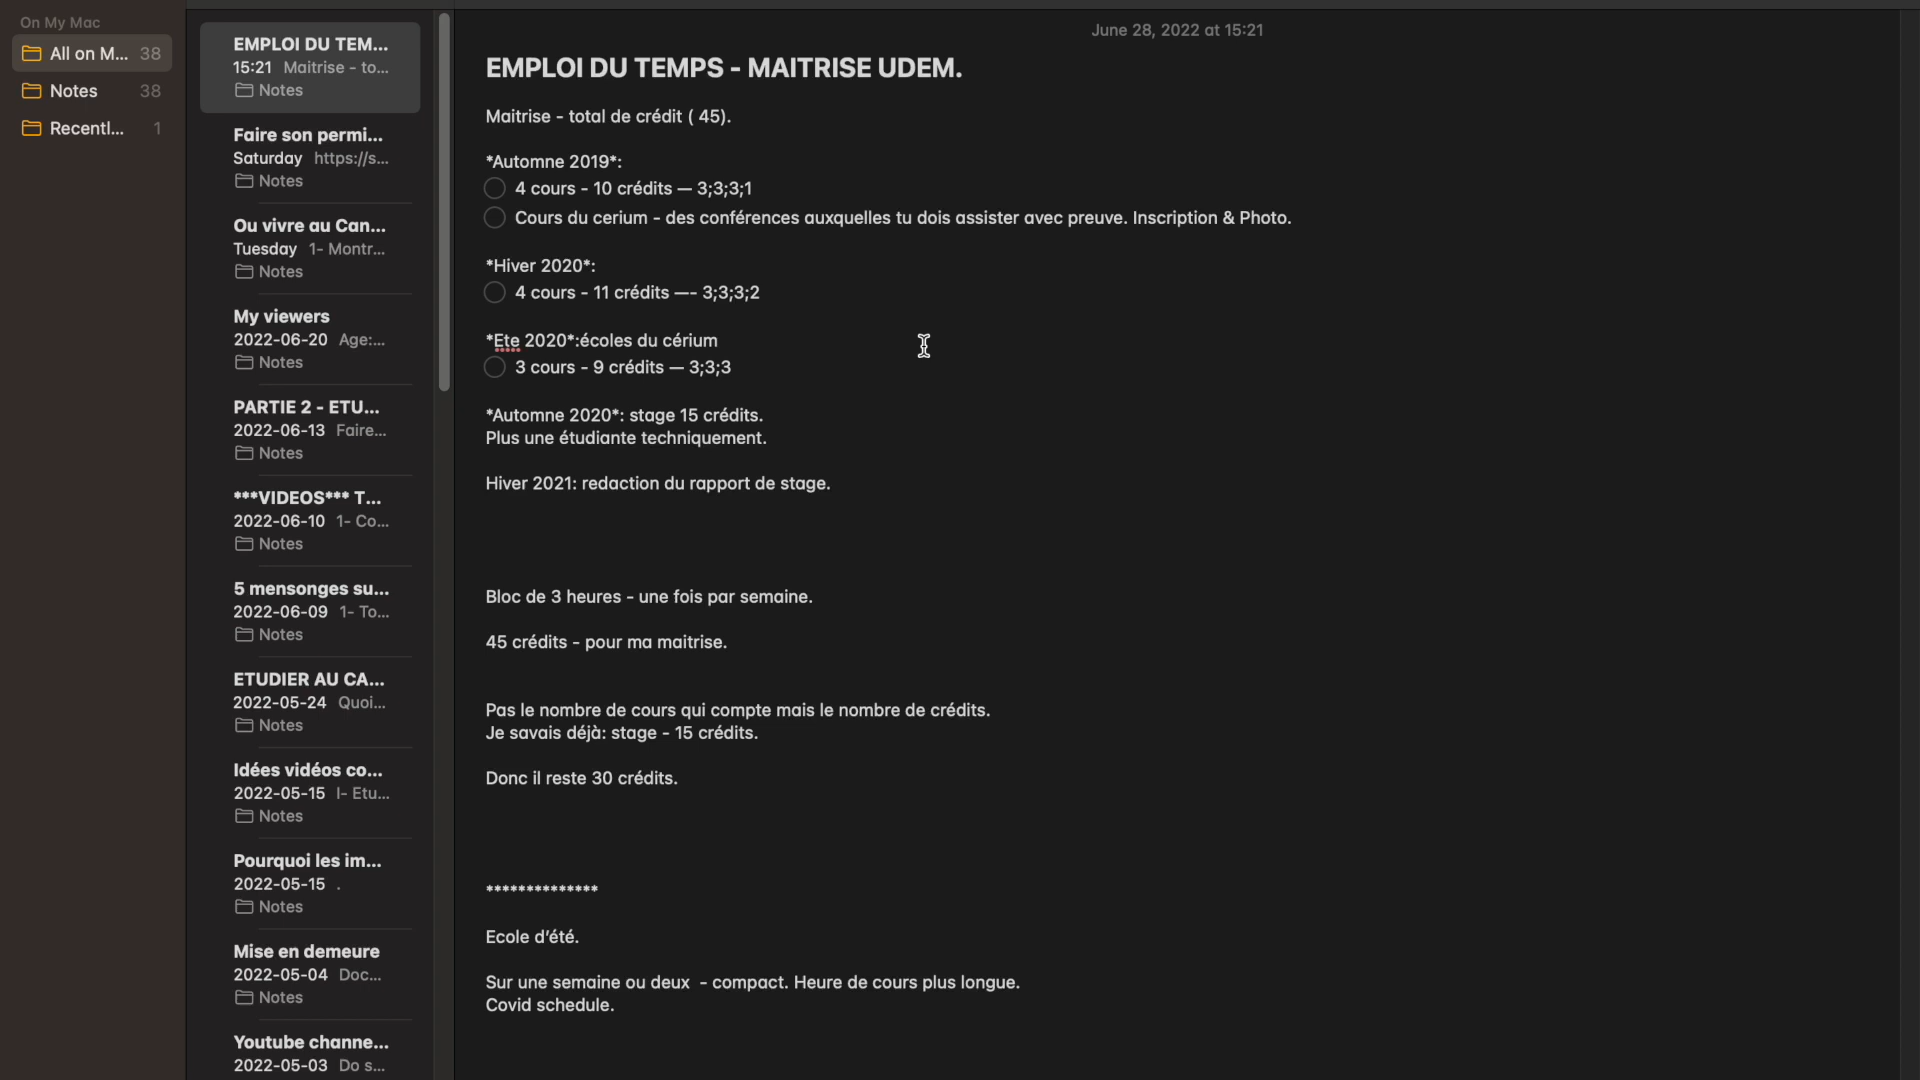 On My Mac
All on M... 38
Notes 38
Recentl... 1
EMPLOI DU TEM...
15:21 Maitrise - to...
Notes
Faire son permi...
Saturday https://s...
Notes
Ou vivre au Can...
Tuesday 1- Montr...
Notes
My viewers
2022-06-20 Age:...
Notes
PARTIE 2 - ETU...
2022-06-13 Faire...
Notes
***VIDEOS*** T...
2022-06-10 1- Co...
Notes
5 mensonges su...
2022-06-09 1- To...
Notes
ETUDIER AU CA...
2022-05-24 Quoi...
Notes
Idées vidéos co...
2022-05-15 I- Etu...
Notes
Pourquoi les im...
2022-05-15 .
Notes
Mise en demeure
2022-05-04 Doc...
Notes
Youtube channe...
2022-05-03 Do s...
June 28, 2022 at 15:21
EMPLOI DU TEMPS - MAITRISE UDEM.
Maitrise - total de crédit ( 45).
*Automne 2019*:
4 cours - 10 crédits — 3;3;3;1
Cours du cerium - des conférences auxquelles tu dois assister avec preuve. Inscription & Photo.
*Hiver 2020*:
4 cours - 11 crédits —- 3;3;3;2
*Ete 2020*:écoles du cérium
3 cours - 9 crédits — 3;3;3
*Automne 2020*: stage 15 crédits.
Plus une étudiante techniquement.
Hiver 2021: redaction du rapport de stage.
Bloc de 3 heures - une fois par semaine.
45 crédits - pour ma maitrise.
Pas le nombre de cours qui compte mais le nombre de crédits.
Je savais déjà: stage - 15 crédits.
Donc il reste 30 crédits.
**************
Ecole d'été.
Sur une semaine ou deux - compact. Heure de cours plus longue.
Covid schedule.